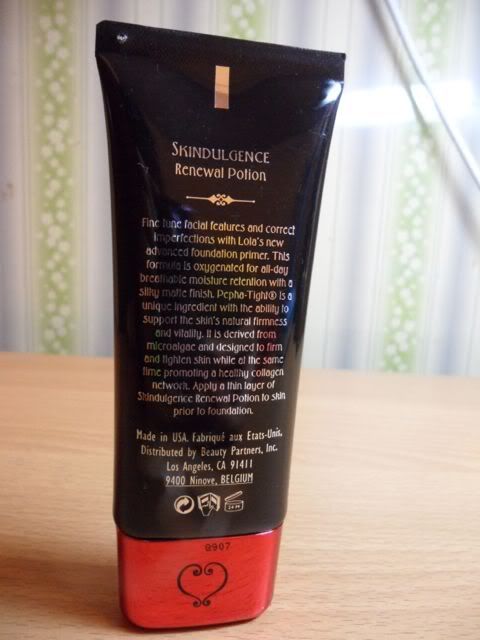 SKINDULGENCE
Renewal Potion
Fine tune facial features and correct
imperfections with Lola's new
advanced foundation primer. This
formula is oxygenated for all-day
breathable moisture retention with a
silky matte finish. Pepha-Tight® is a
unique ingredient with the ability to
support the skin's natural firmness
and vitality. It is derived from
microalgae and designed to firm
and tighten skin while at the same
time promoting a healthy collagen
network. Apply a thin layer of
Skindulgence Renewal Potion to skin
prior to foundation.
Made in USA. Fabriqué aux Etats-Unis.
Distributed by Beauty Partners, Inc.
Los Angeles, CA 91411
9400 Ninove, BELGIUM
24 M
0907